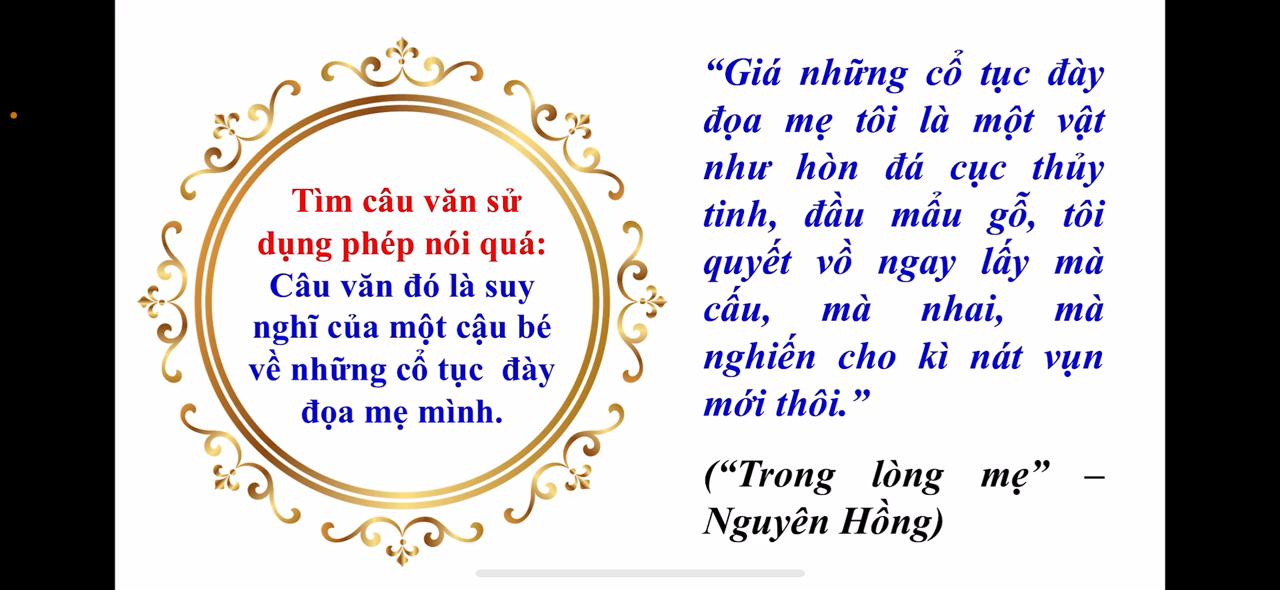 Tìm câu văn sử
dụng phép nói quá:
Câu văn đó là suy
nghĩ của một cậu bé
về những cổ tục đày
đọa mẹ mình.
“Giá những cổ tục đày
đọa mẹ tôi là một vật
như hòn đá cục thủy
tinh, đầu mẩu gỗ, tôi
quyết vồ ngay lấy mà
cấu, mà nhai, mà
nghiến cho kì nát vụn
mới thôi.”
(“Trong lòng mẹ” –
Nguyên Hồng)